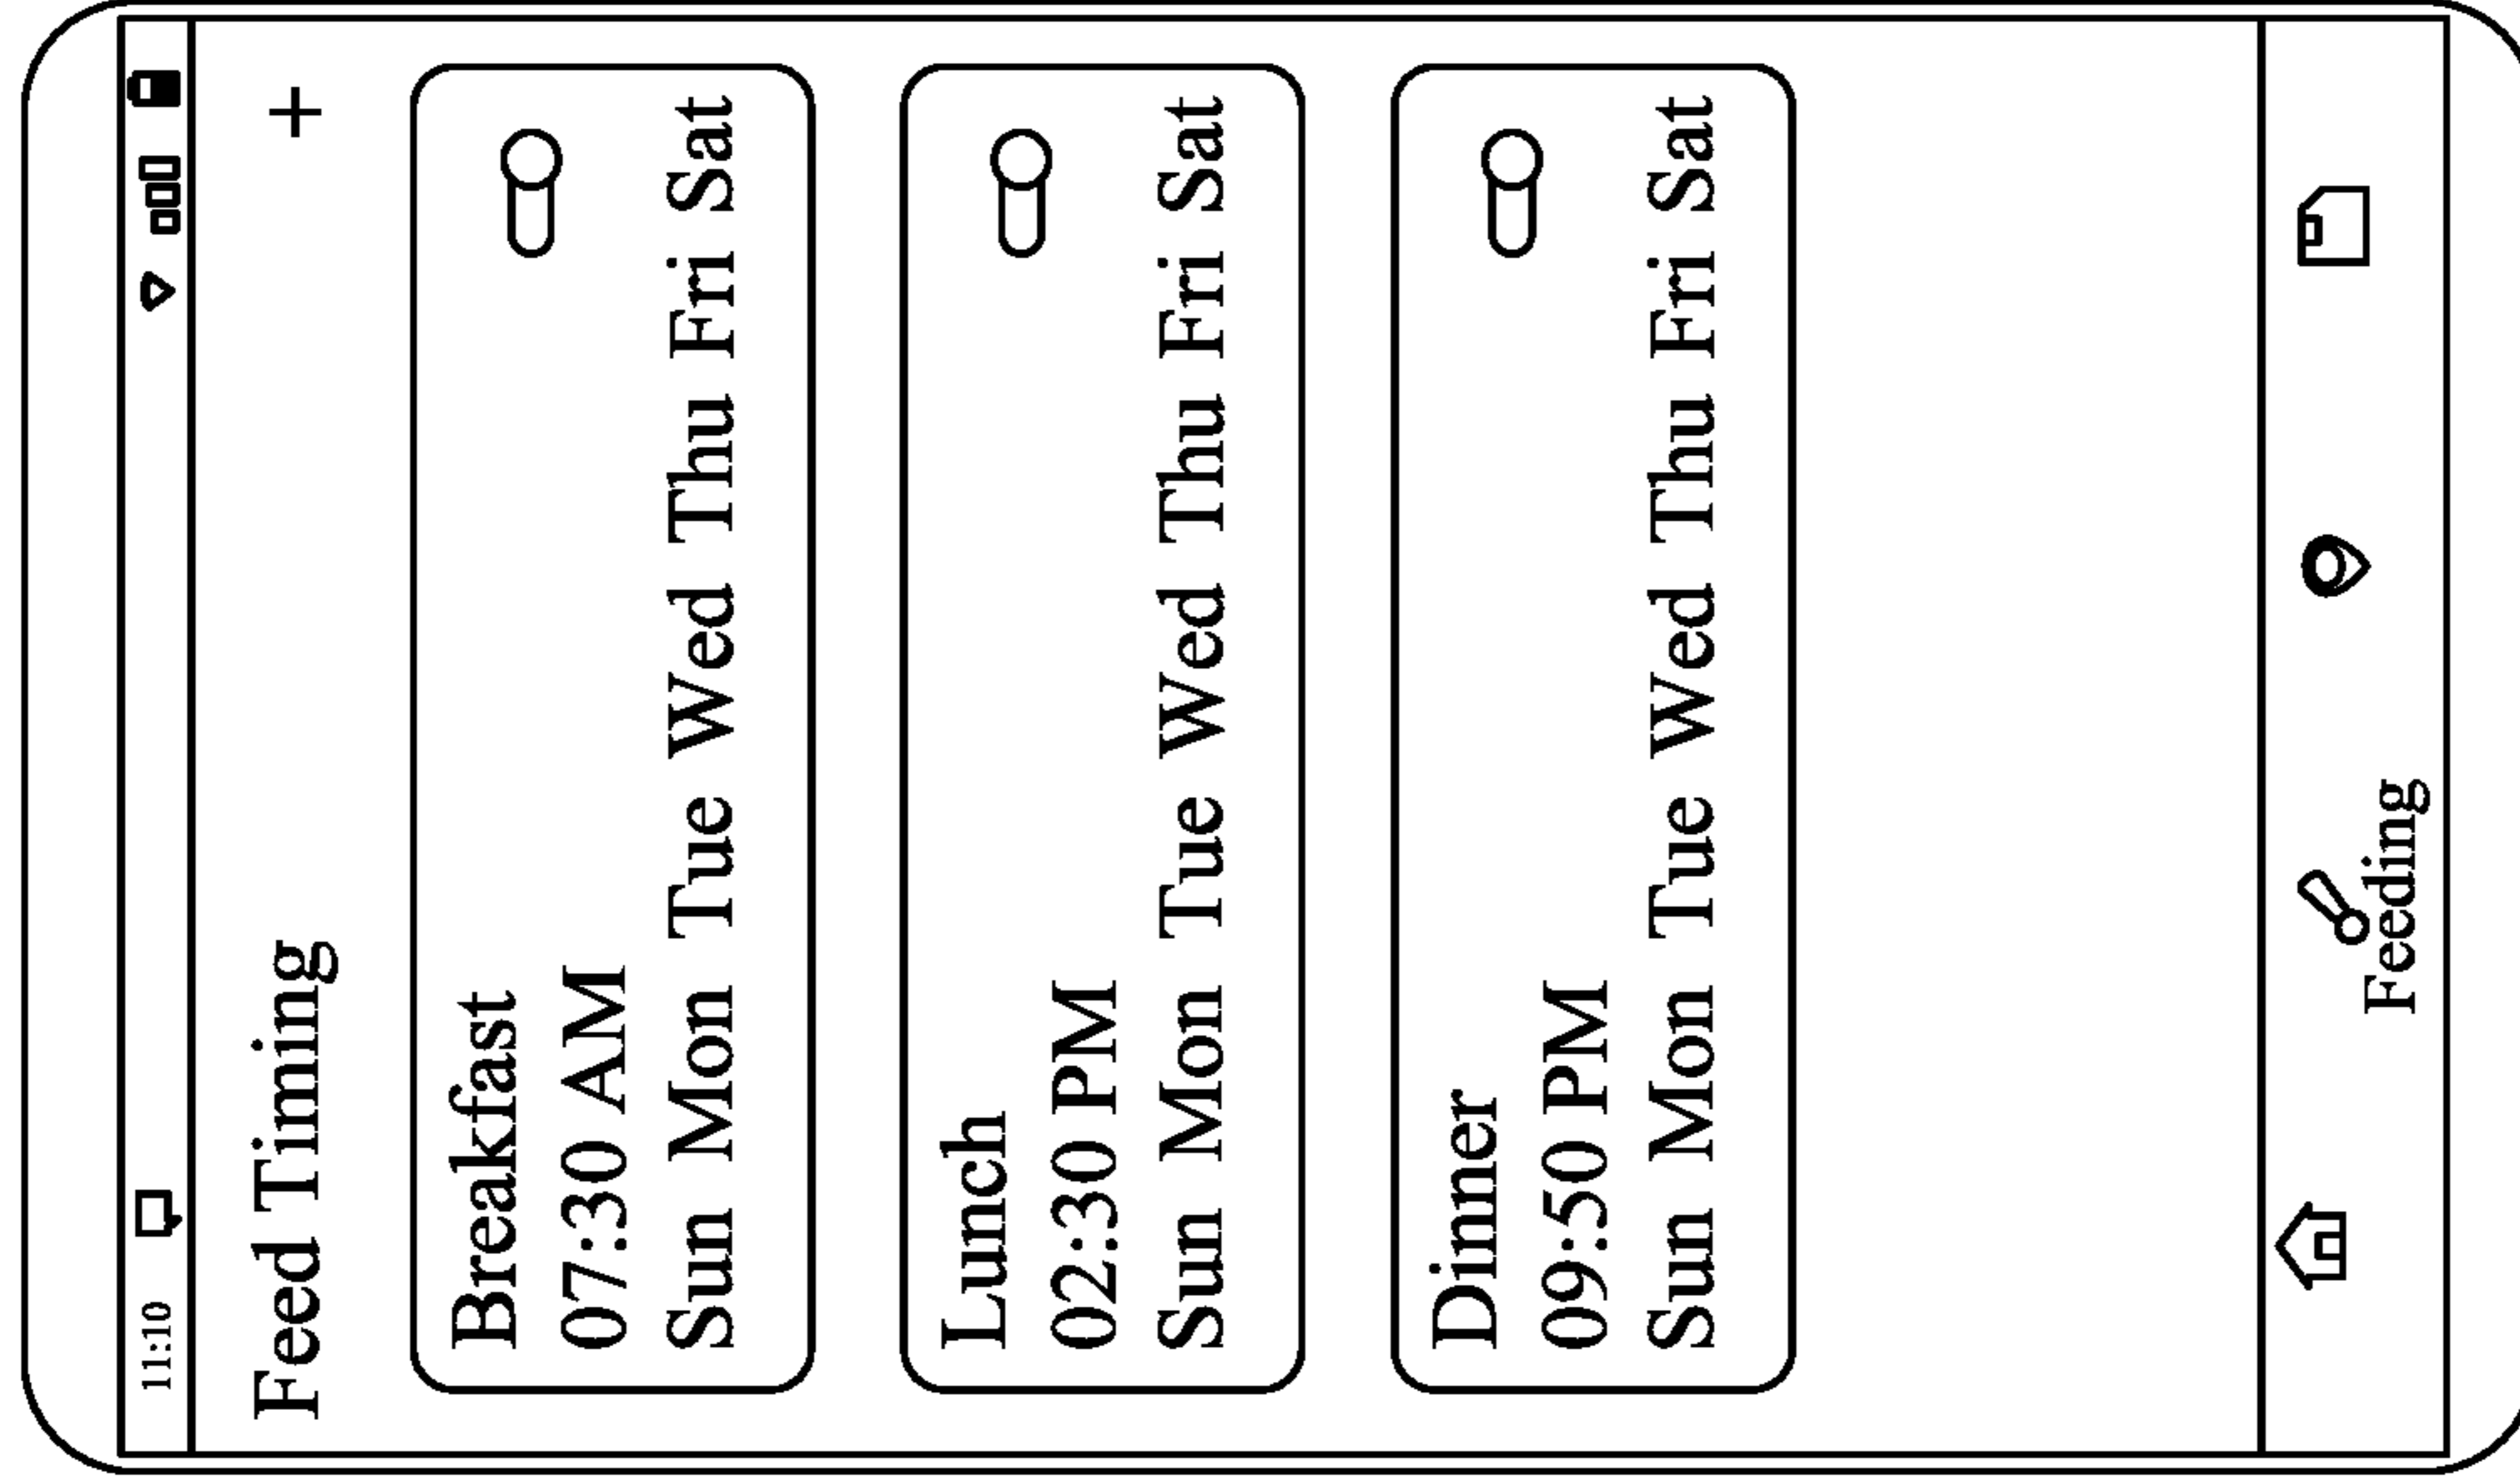 11:10
Feed Timing +
Breakfast
07:30 AM
Sun Mon Tue Wed Thu Fri Sat
Lunch
02:30 PM
Sun Mon Tue Wed Thu Fri Sat
Dinner
09:50 PM
Sun Mon Tue Wed Thu Fri Sat
Feeding